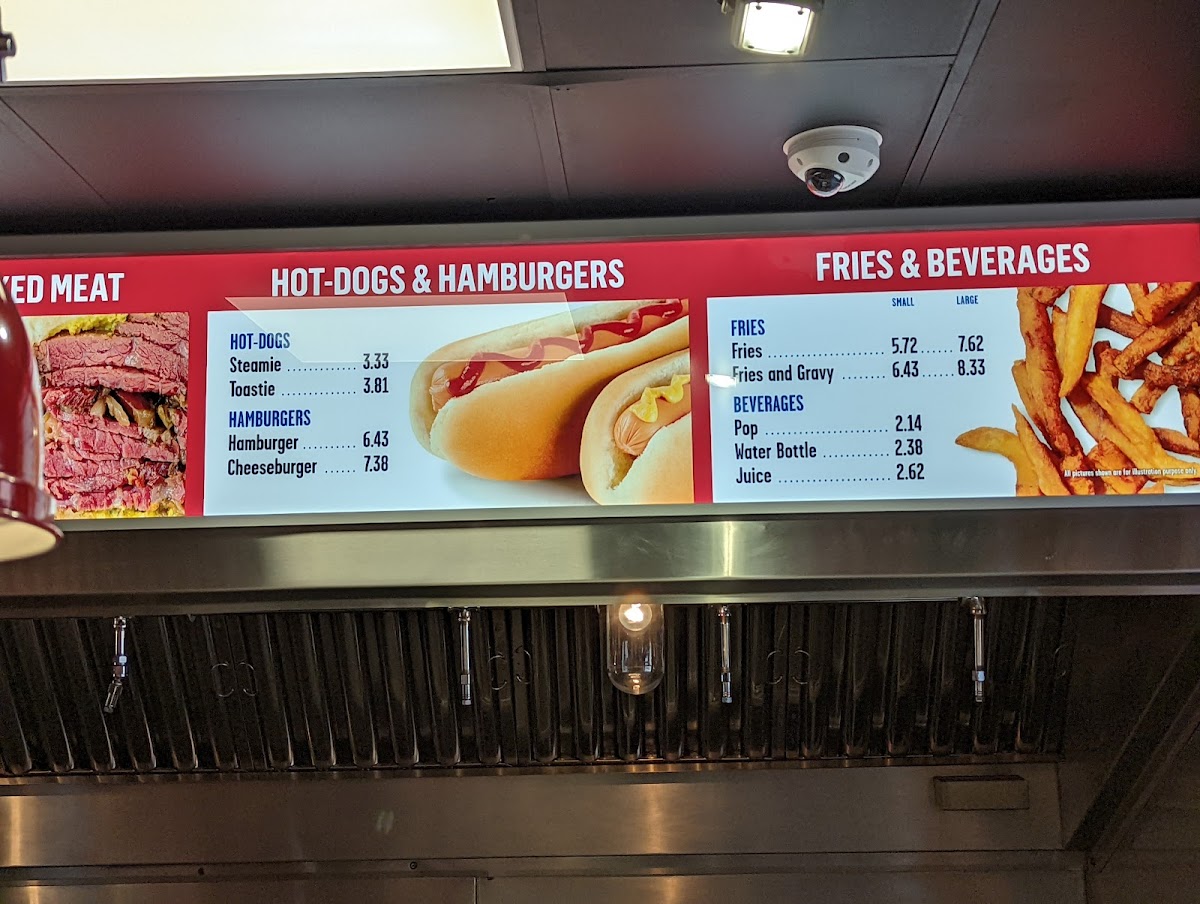 KED MEAT
HOT-DOGS & HAMBURGERS
HOT-DOGS
Steamie ................ 3.33
Toastie ................ 3.81
HAMBURGERS
Hamburger ............ 6.43
Cheeseburger ...... 7.38
FRIES & BEVERAGES
SMALL LARGE
FRIES
Fries ........................ 5.72 ...... 7.62
Fries and Gravy ....... 6.43 ...... 8.33
BEVERAGES
Pop ......................... 2.14
Water Bottle ............ 2.38
Juice ...................... 2.62
All pictures shown are for illustration purpose only